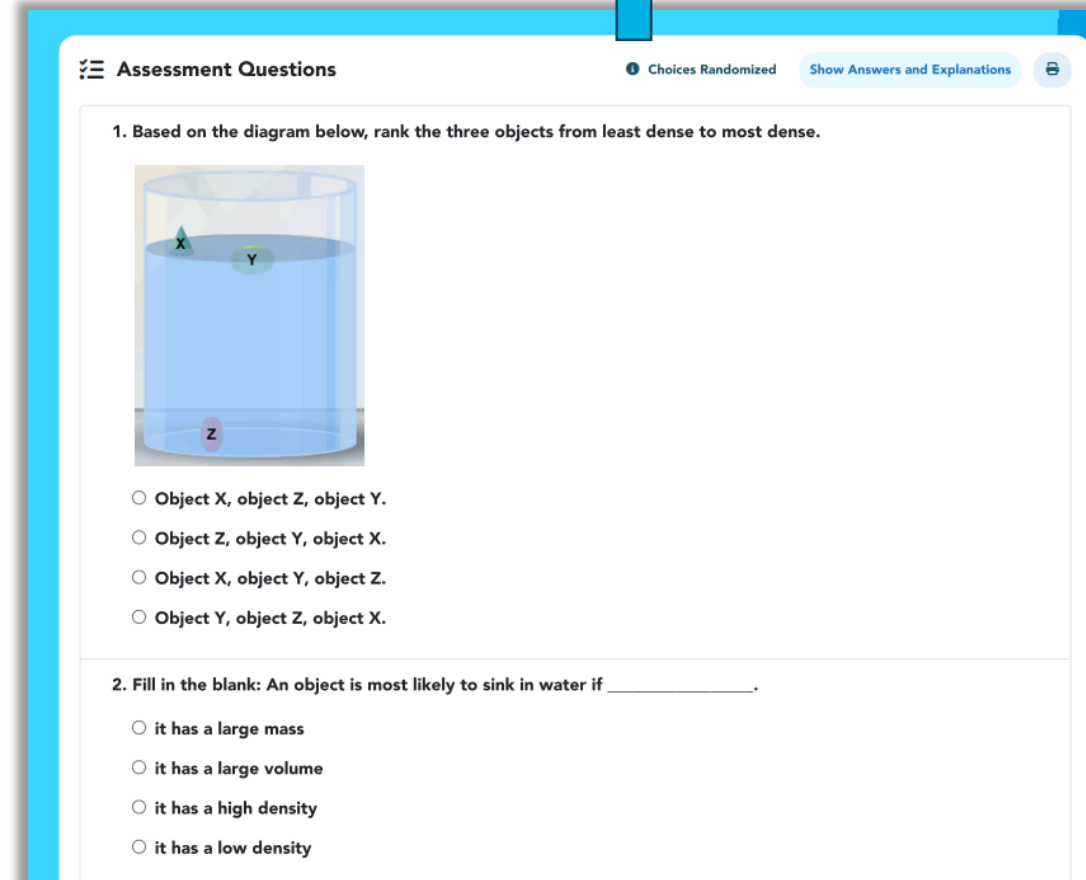 Assessment Questions
Choices Randomized
Show Answers and Explanations
1. Based on the diagram below, rank the three objects from least dense to most dense.
X
Y
Z
Object X, object Z, object Y.
Object Z, object Y, object X.
Object X, object Y, object Z.
Object Y, object Z, object X.
2. Fill in the blank: An object is most likely to sink in water if _________________.
it has a large mass
it has a large volume
it has a high density
it has a low density